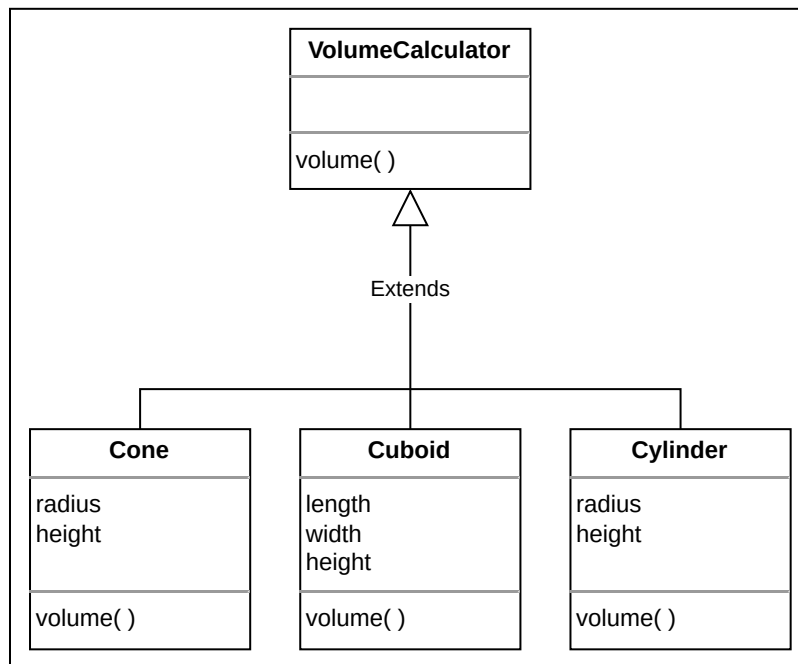 VolumeCalculator
volume( )
Extends
Cone
radius
height
volume( )
Cuboid
length
width
height
volume( )
Cylinder
radius
height
volume( )